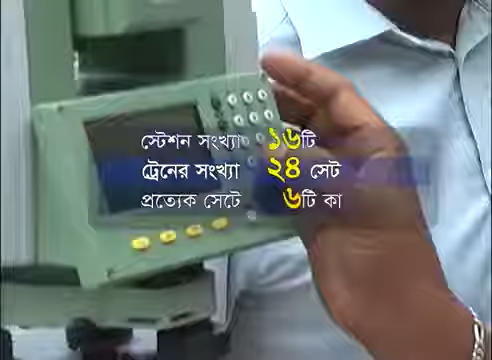 স্টেশন সংখ্যা ১৬টি
ট্রেনের সংখ্যা ২৪ সেট
প্রত্যেক সেটে ৬টি কা